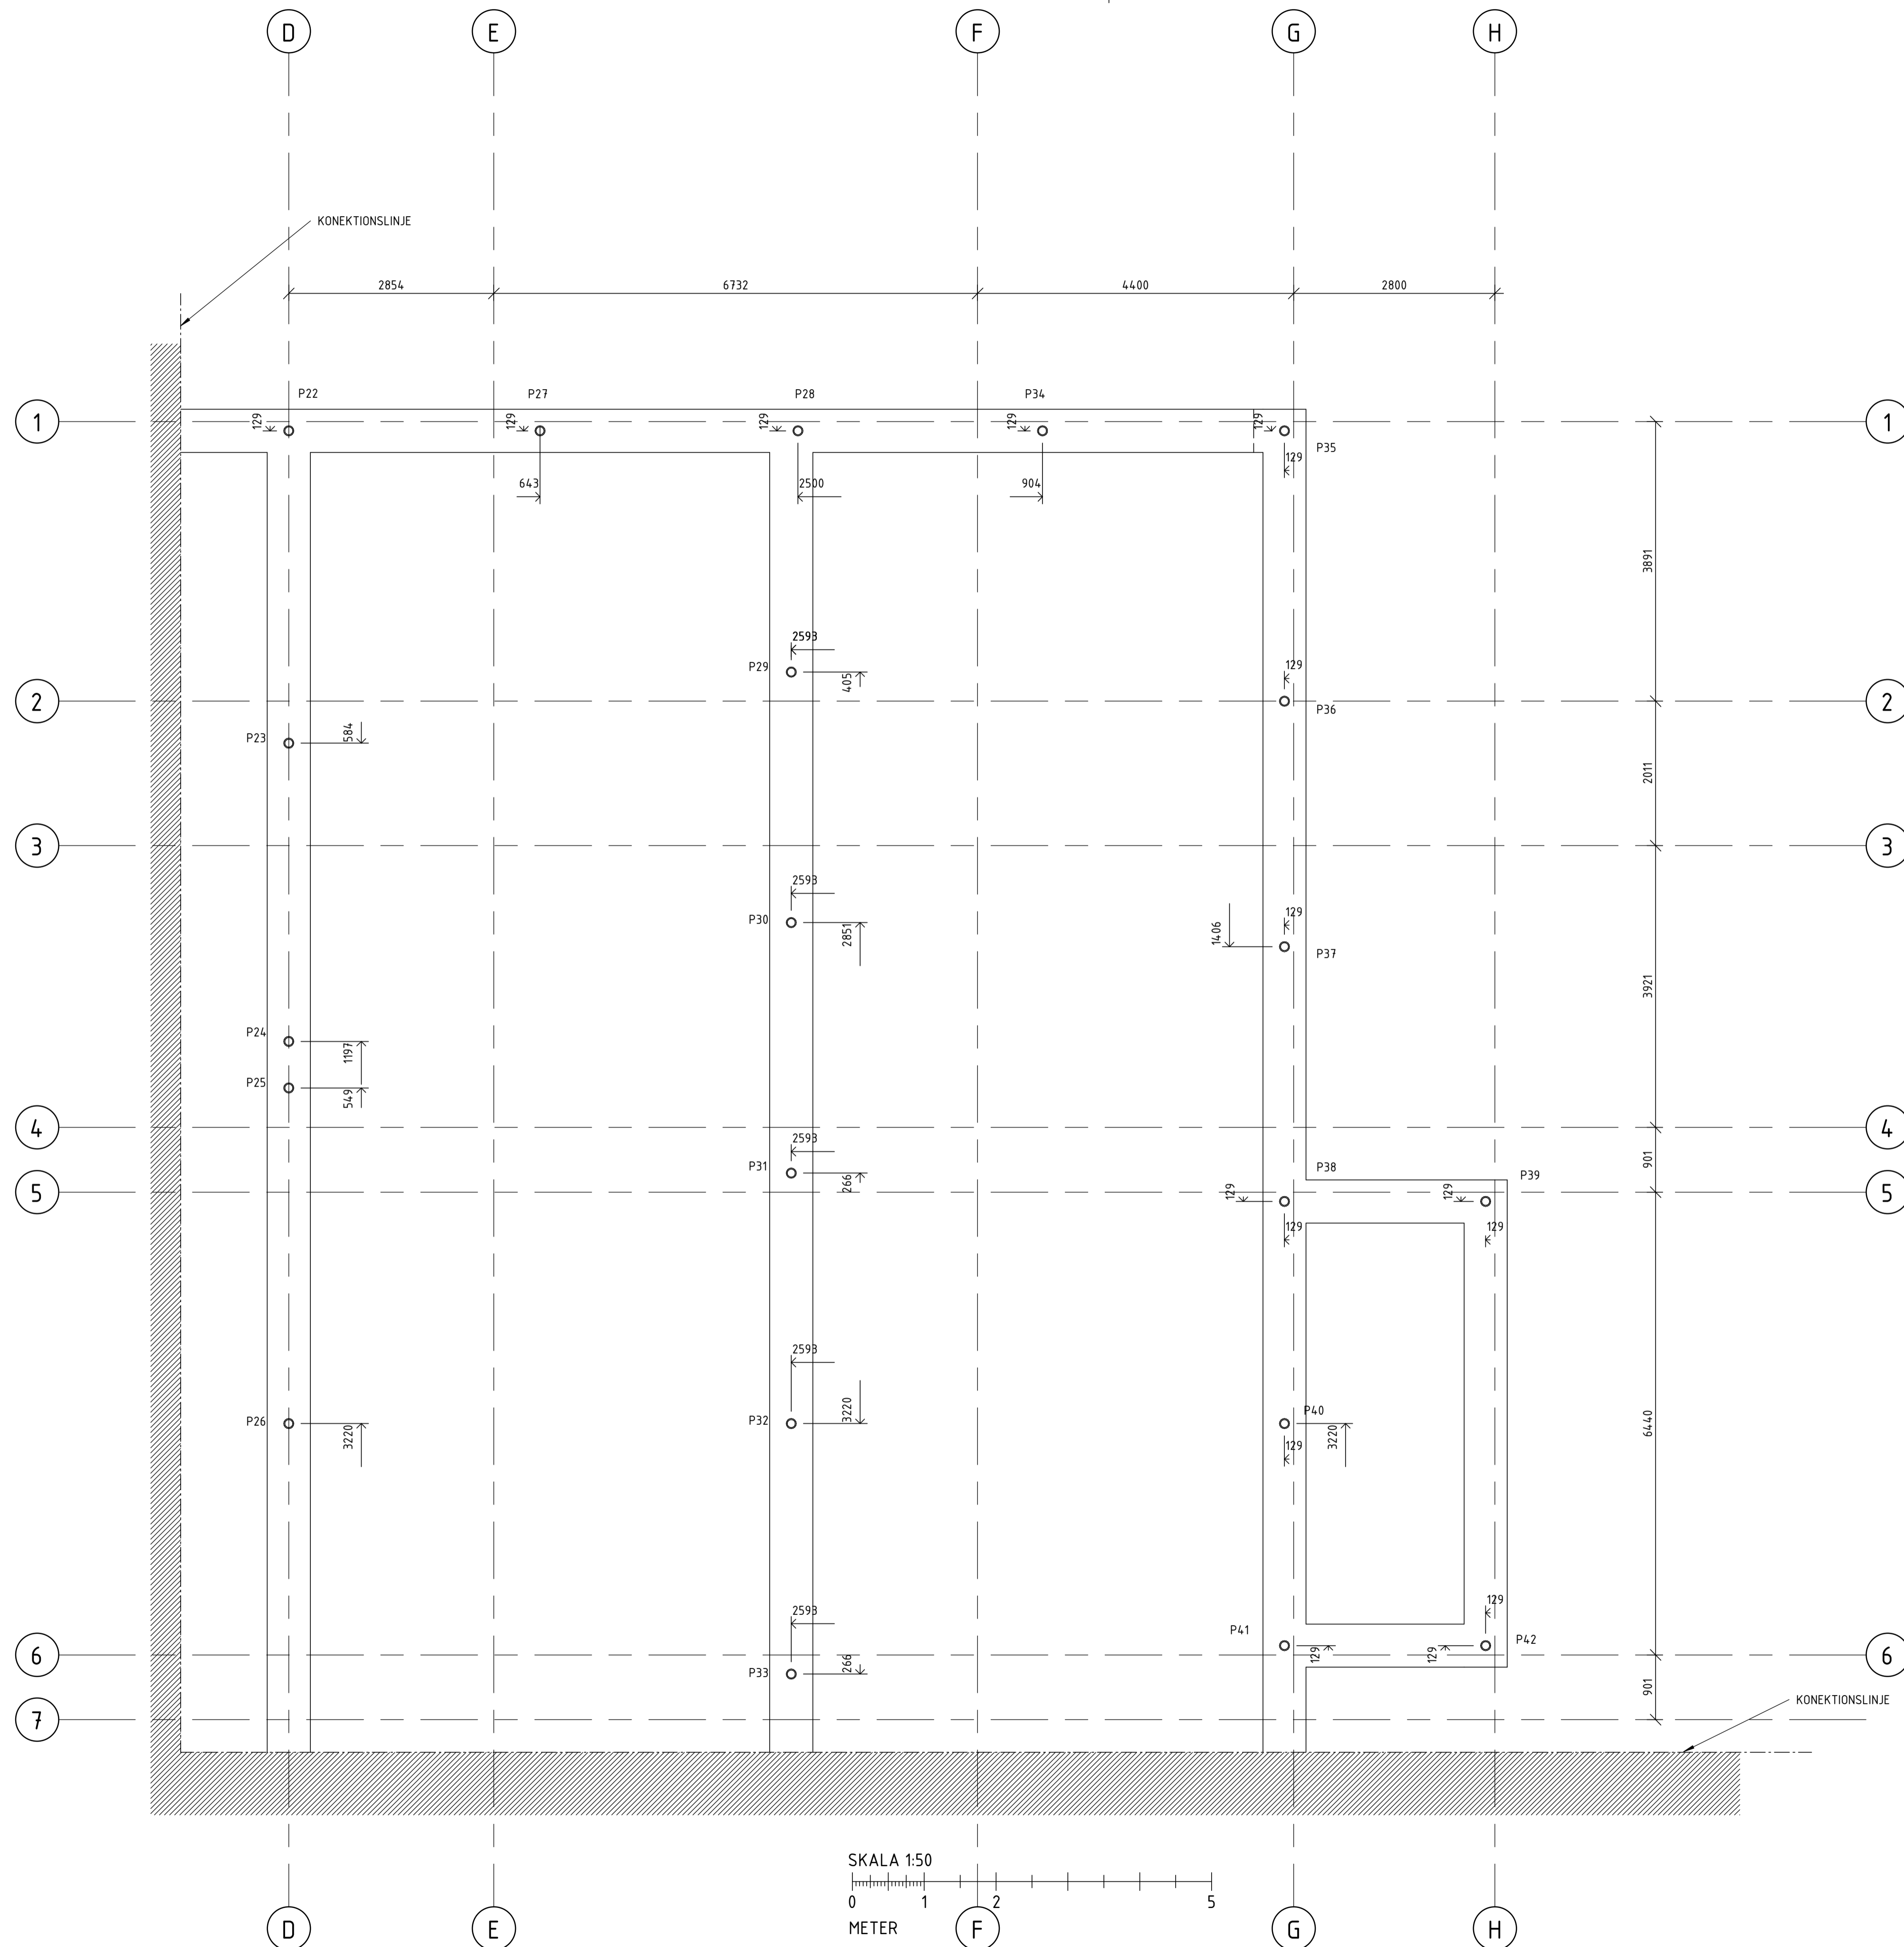 D E F G H
KONEKTIONSLINJE
2854 6732 4400 2800
P22 P27 P28 P34
1 129 129 129 129 129 1
P35
129
643 2500 904
3891
2593
P29 129
405
2 P36 2
P23 584
2011
3 3
2593
P30 2851 129
1406
P37
3921
P24
1197
P25
549
4 4
2593
P31 P38 P39
266 901
5 129 129 5
129 129
2593
P26 P32 3220 P40
3220 3220 6440
129
2593 129
P41 P42
6 129 129 6
P33 266
901
KONEKTIONSLINJE
7
SKALA 1:50
0 1 2 5
METER
D E F G H